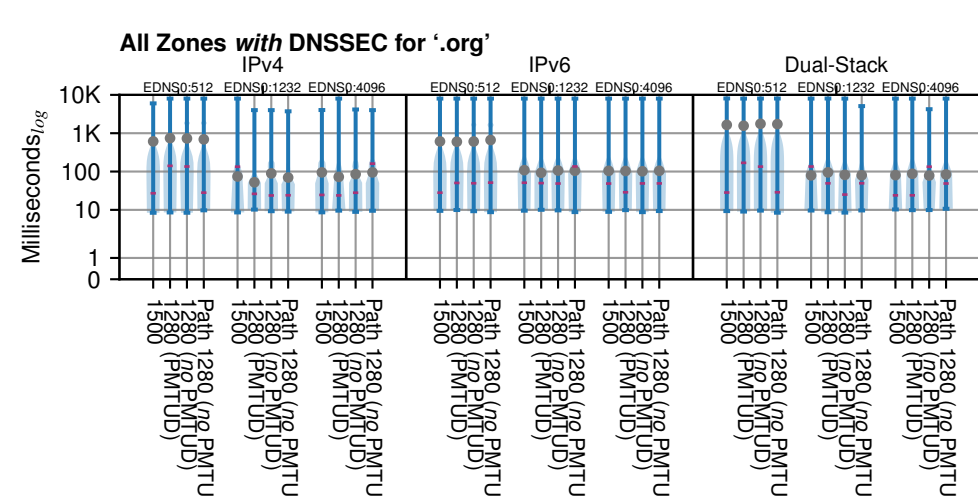 All Zones with DNSSEC for ‘.org’
IPv4
IPv6
Dual-Stack
EDNS0:512
EDNS0:1232
EDNS0:4096
EDNS0:512
EDNS0:1232
EDNS0:4096
EDNS0:512
EDNS0:1232
EDNS0:4096
Millisecondslog
10K
1K
100
10
1
0
1500
1280 (PMTUD)
1280 (no PMTUD)
Path 1280 (no PMTU
1500
1280 (PMTUD)
1280 (no PMTUD)
Path 1280 (no PMTU
1500
1280 (PMTUD)
1280 (no PMTUD)
Path 1280 (no PMTU
1500
1280 (PMTUD)
1280 (no PMTUD)
Path 1280 (no PMTU
1500
1280 (PMTUD)
1280 (no PMTUD)
Path 1280 (no PMTU
1500
1280 (PMTUD)
1280 (no PMTUD)
Path 1280 (no PMTU
1500
1280 (PMTUD)
1280 (no PMTUD)
Path 1280 (no PMTU
1500
1280 (PMTUD)
1280 (no PMTUD)
Path 1280 (no PMTU
1500
1280 (PMTUD)
1280 (no PMTUD)
Path 1280 (no PMTU